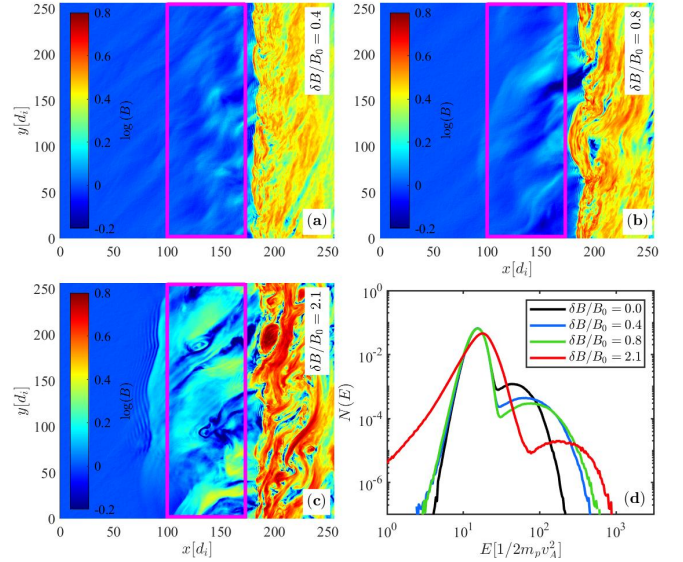 250
200
150
100
50
0
y[d_i]
0.8
0.6
0.4
0.2
0
-0.2
log(B)
δB/B_0 = 0.4
(a)
0 50 100 150 200 250
250
200
150
100
50
0
0.8
0.6
0.4
0.2
0
-0.2
log(B)
δB/B_0 = 0.8
(b)
0 50 100 150 200 250
x[d_i]
250
200
150
100
50
0
y[d_i]
0.8
0.6
0.4
0.2
0
-0.2
log(B)
δB/B_0 = 2.1
(c)
0 50 100 150 200 250
x[d_i]
10^0
10^-2
10^-4
10^-6
N(E)
δB/B_0 = 0.0
δB/B_0 = 0.4
δB/B_0 = 0.8
δB/B_0 = 2.1
(d)
10^0 10^1 10^2 10^3
E[1/2m_pv_A^2]